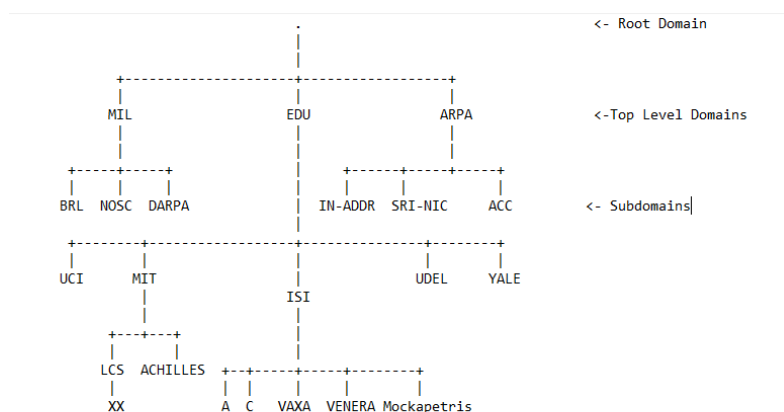 . <- Root Domain
MIL EDU ARPA <-Top Level Domains
BRL NOSC DARPA IN-ADDR SRI-NIC ACC <- Subdomains
UCI MIT UDEL YALE
ISI
LCS ACHILLES
XX A C VAXA VENERA Mockapetris